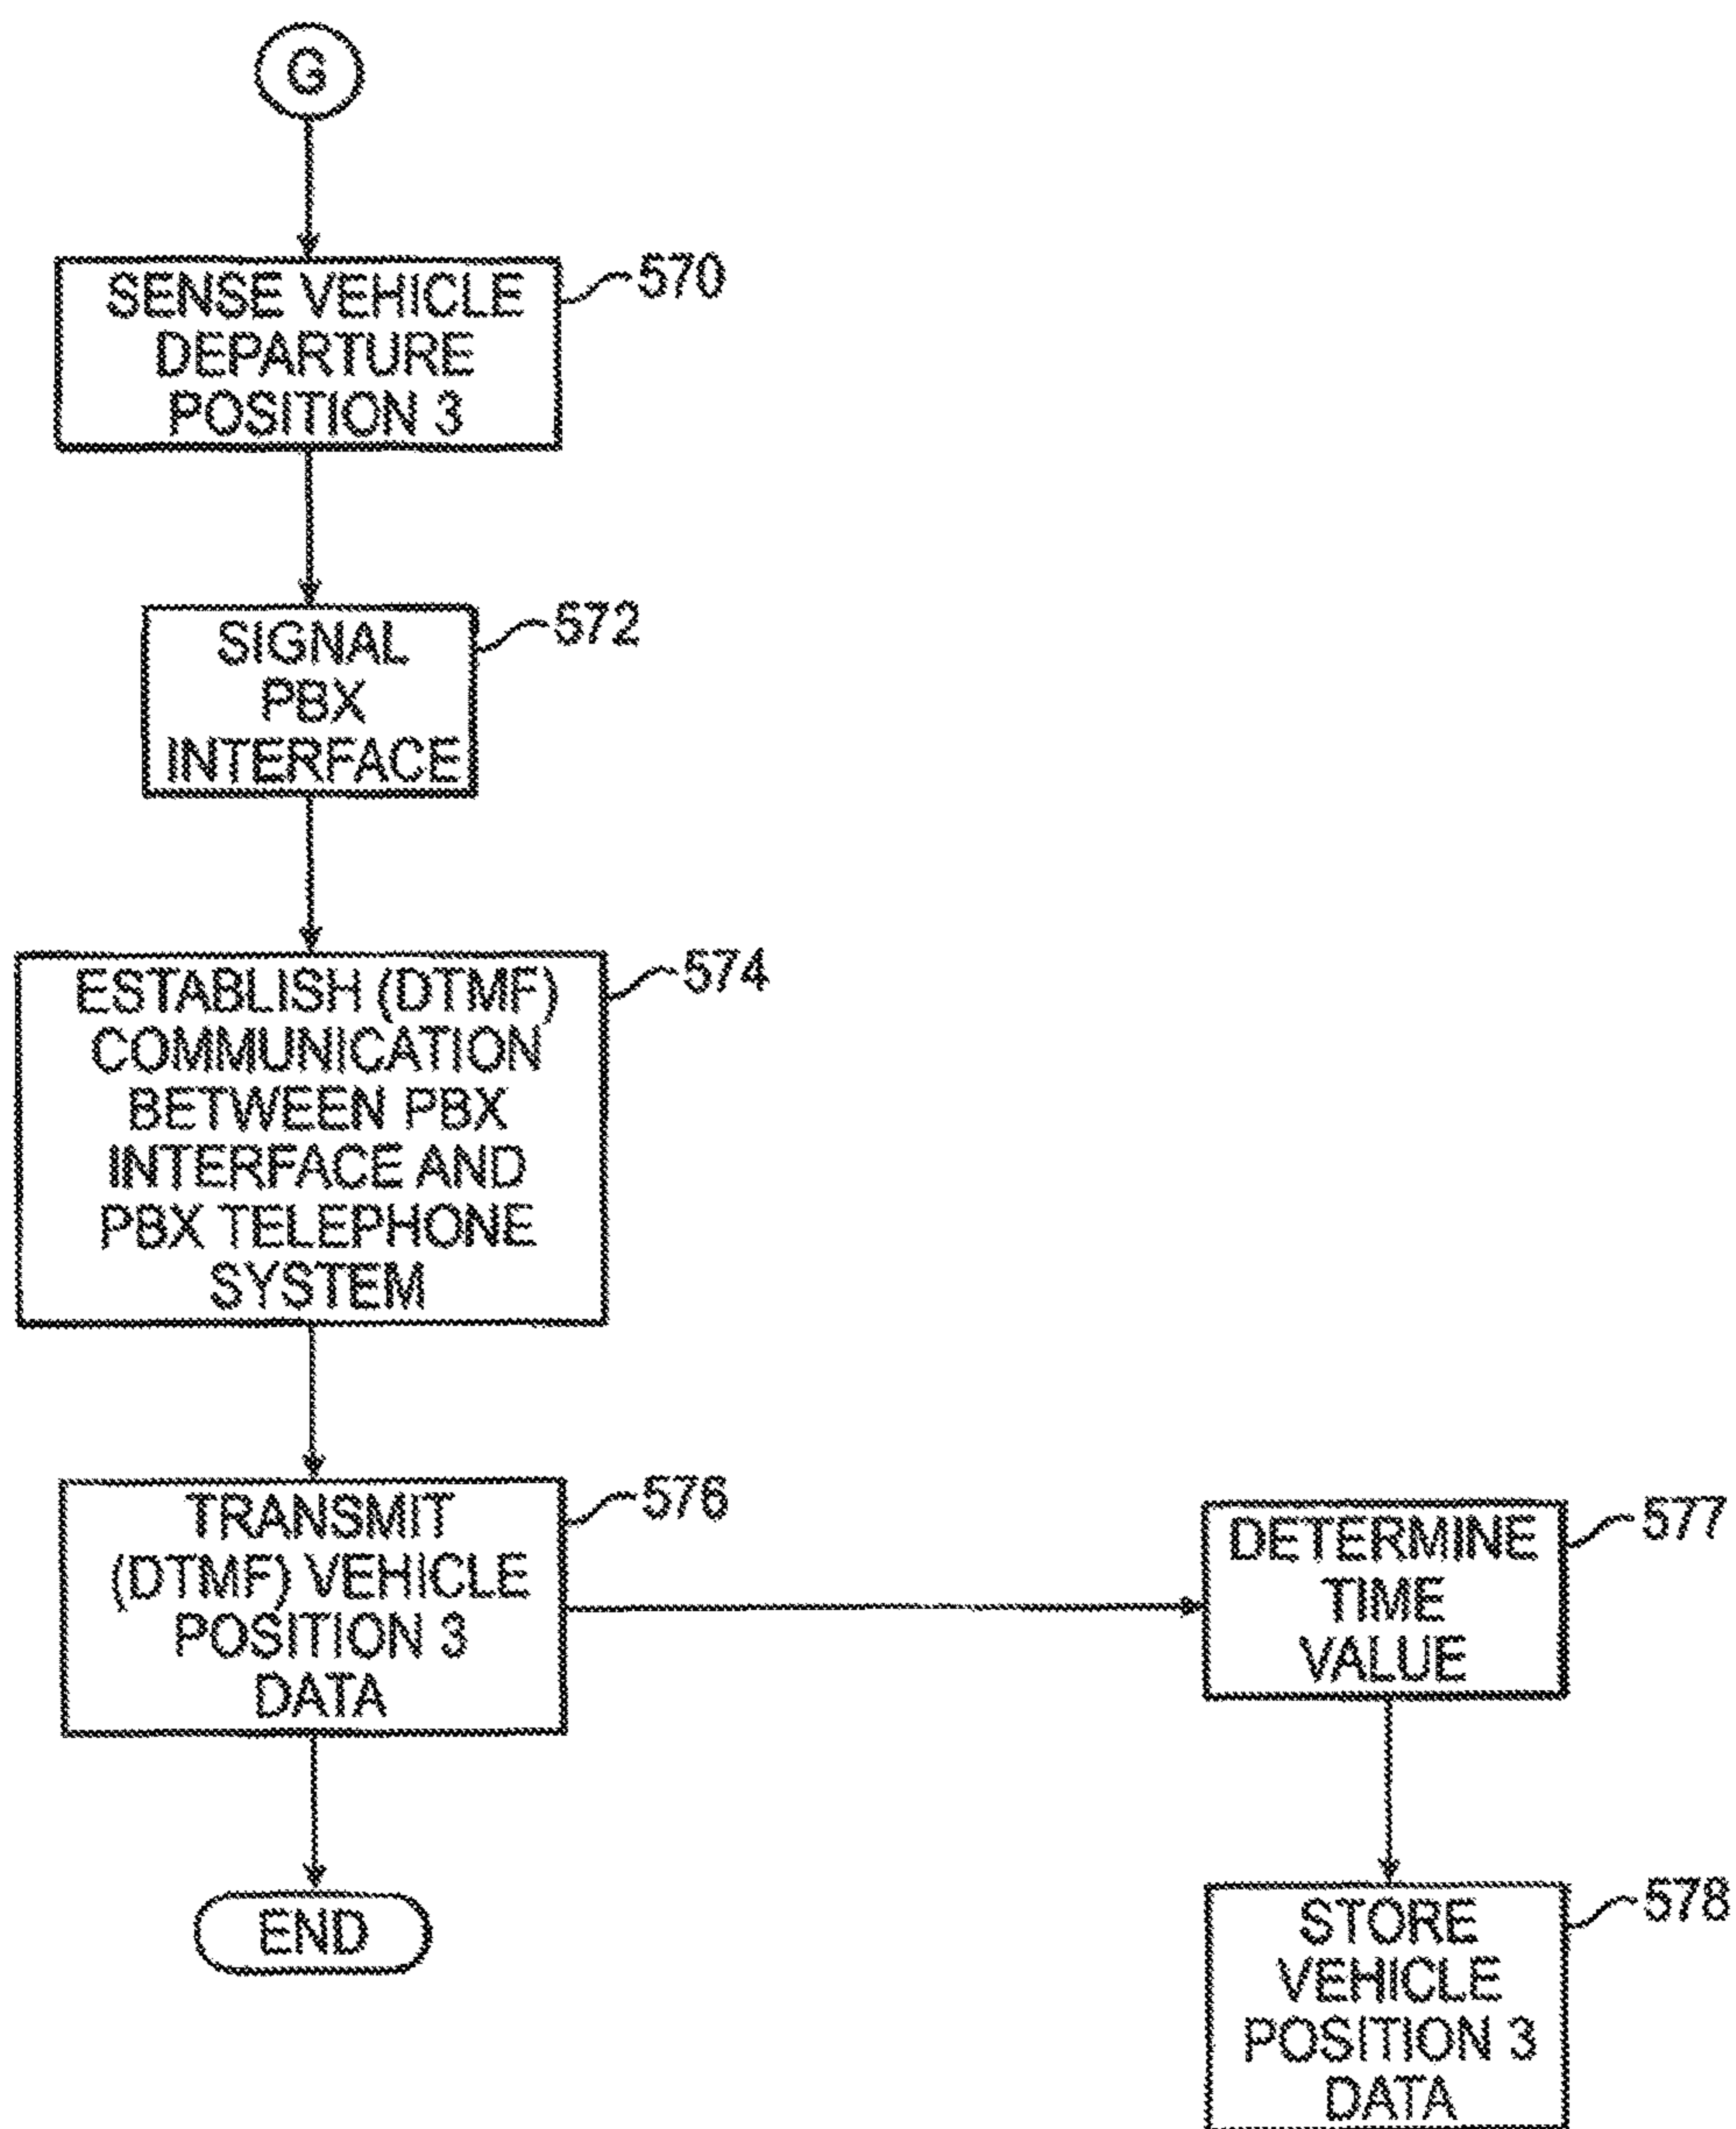 G
SENSE VEHICLE
DEPARTURE
POSITION 3
570
SIGNAL
PBX
INTERFACE
572
ESTABLISH (DTMF)
COMMUNICATION
BETWEEN PBX
INTERFACE AND
PBX TELEPHONE
SYSTEM
574
TRANSMIT
(DTMF) VEHICLE
POSITION 3
DATA
576
DETERMINE
TIME
VALUE
577
END
STORE
VEHICLE
POSITION 3
DATA
578